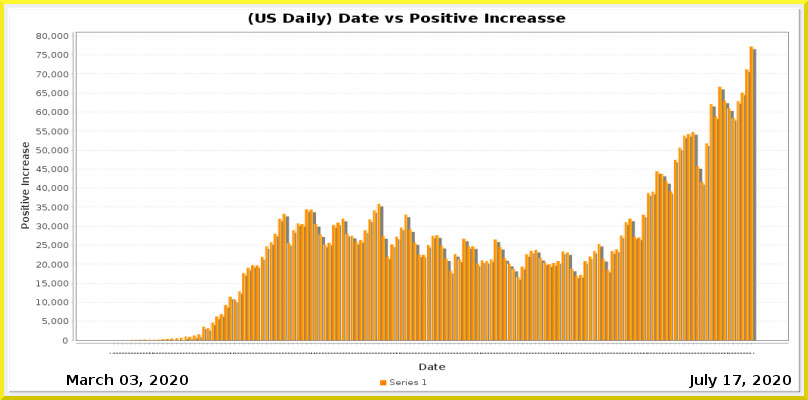 (US Daily) Date vs Positive Increasse
80,000
75,000
70,000
65,000
60,000
55,000
50,000
45,000
40,000
35,000
30,000
25,000
20,000
15,000
10,000
5,000
0
Positive Increase
Date
March 03, 2020
July 17, 2020
Series 1